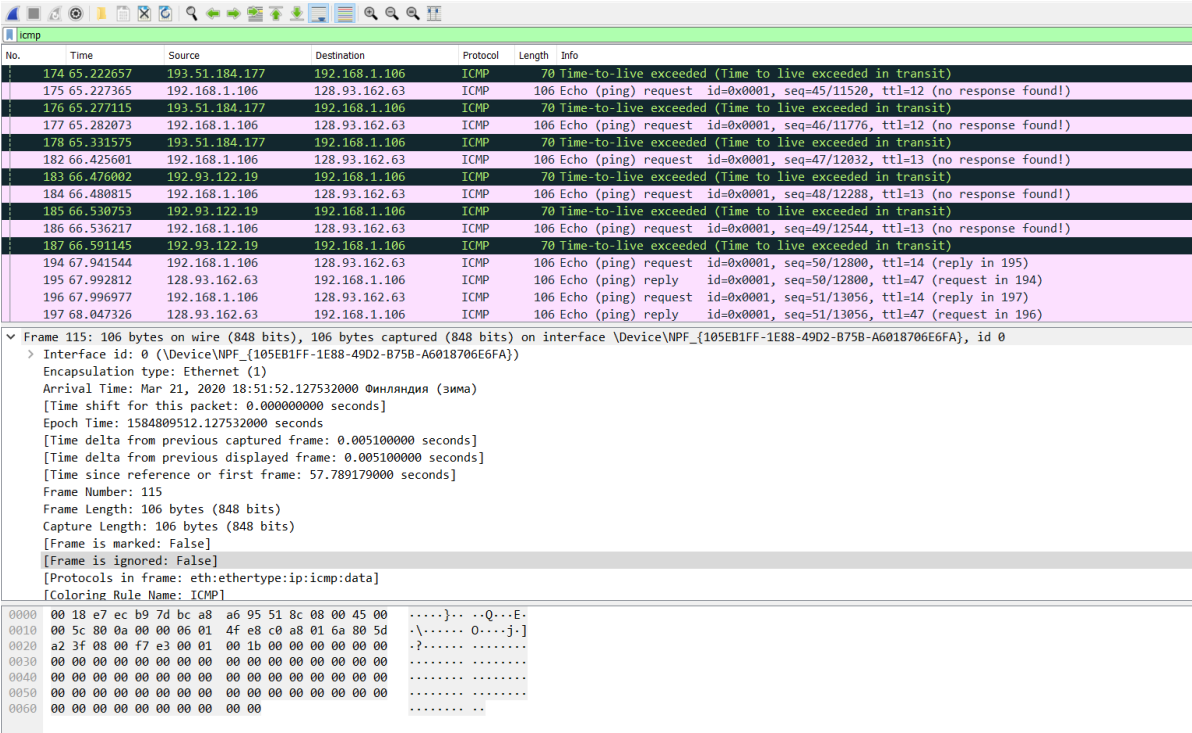 icmp
No. Time Source Destination Protocol Length Info
174 65.222657 193.51.184.177 192.168.1.106 ICMP 70 Time-to-live exceeded (Time to live exceeded in transit)
175 65.227365 192.168.1.106 128.93.162.63 ICMP 106 Echo (ping) request id=0x0001, seq=45/11520, ttl=12 (no response found!)
176 65.277115 193.51.184.177 192.168.1.106 ICMP 70 Time-to-live exceeded (Time to live exceeded in transit)
177 65.282073 192.168.1.106 128.93.162.63 ICMP 106 Echo (ping) request id=0x0001, seq=46/11776, ttl=12 (no response found!)
178 65.331575 193.51.184.177 192.168.1.106 ICMP 70 Time-to-live exceeded (Time to live exceeded in transit)
182 66.425601 192.168.1.106 128.93.162.63 ICMP 106 Echo (ping) request id=0x0001, seq=47/12032, ttl=13 (no response found!)
183 66.476002 192.93.122.19 192.168.1.106 ICMP 70 Time-to-live exceeded (Time to live exceeded in transit)
184 66.480815 192.168.1.106 128.93.162.63 ICMP 106 Echo (ping) request id=0x0001, seq=48/12288, ttl=13 (no response found!)
185 66.530753 192.93.122.19 192.168.1.106 ICMP 70 Time-to-live exceeded (Time to live exceeded in transit)
186 66.536217 192.168.1.106 128.93.162.63 ICMP 106 Echo (ping) request id=0x0001, seq=49/12544, ttl=13 (no response found!)
187 66.591145 192.93.122.19 192.168.1.106 ICMP 70 Time-to-live exceeded (Time to live exceeded in transit)
194 67.941544 192.168.1.106 128.93.162.63 ICMP 106 Echo (ping) request id=0x0001, seq=50/12800, ttl=14 (reply in 195)
195 67.992812 128.93.162.63 192.168.1.106 ICMP 106 Echo (ping) reply id=0x0001, seq=50/12800, ttl=47 (request in 194)
196 67.996977 192.168.1.106 128.93.162.63 ICMP 106 Echo (ping) request id=0x0001, seq=51/13056, ttl=14 (reply in 197)
197 68.047326 128.93.162.63 192.168.1.106 ICMP 106 Echo (ping) reply id=0x0001, seq=51/13056, ttl=47 (request in 196)
Frame 115: 106 bytes on wire (848 bits), 106 bytes captured (848 bits) on interface \Device\NPF_{105EB1FF-1E88-49D2-B75B-A6018706E6FA}, id 0
Interface id: 0 (\Device\NPF_{105EB1FF-1E88-49D2-B75B-A6018706E6FA})
Encapsulation type: Ethernet (1)
Arrival Time: Mar 21, 2020 18:51:52.127532000 Финляндия (зима)
[Time shift for this packet: 0.000000000 seconds]
Epoch Time: 1584809512.127532000 seconds
[Time delta from previous captured frame: 0.005100000 seconds]
[Time delta from previous displayed frame: 0.005100000 seconds]
[Time since reference or first frame: 57.789179000 seconds]
Frame Number: 115
Frame Length: 106 bytes (848 bits)
Capture Length: 106 bytes (848 bits)
[Frame is marked: False]
[Frame is ignored: False]
[Protocols in frame: eth:ethertype:ip:icmp:data]
[Coloring Rule Name: ICMP]
0000 00 18 e7 ec b9 7d bc a8 a6 95 51 8c 08 00 45 00 ·····}·· ··Q···E·
0010 00 5c 80 0a 00 00 06 01 4f e8 c0 a8 01 6a 80 5d ·\······ O····j·]
0020 a2 3f 08 00 f7 e3 00 01 00 1b 00 00 00 00 00 00 ·?······ ········
0030 00 00 00 00 00 00 00 00 00 00 00 00 00 00 00 00 ········ ········
0040 00 00 00 00 00 00 00 00 00 00 00 00 00 00 00 00 ········ ········
0050 00 00 00 00 00 00 00 00 00 00 00 00 00 00 00 00 ········ ········
0060 00 00 00 00 00 00 00 00 00 00 ········ ··